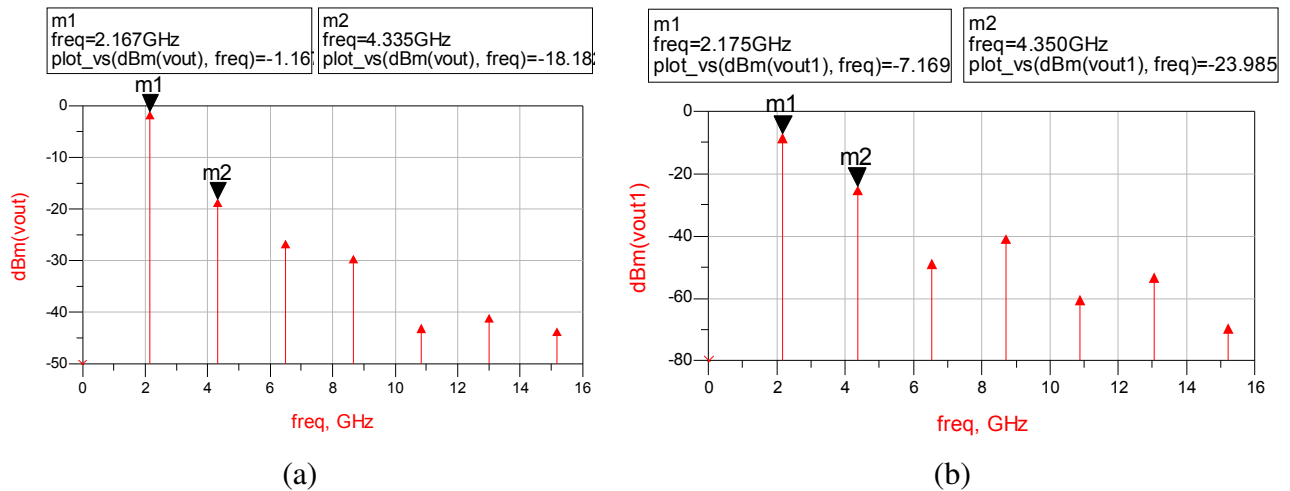 m1
freq=2.167GHz
plot_vs(dBm(vout), freq)=-1.16
m2
freq=4.335GHz
plot_vs(dBm(vout), freq)=-18.18
m1
m2
0
-10
-20
-30
-40
-50
dBm(vout)
0 2 4 6 8 10 12 14 16
freq, GHz
(a)
m1
freq=2.175GHz
plot_vs(dBm(vout1), freq)=-7.169
m2
freq=4.350GHz
plot_vs(dBm(vout1), freq)=-23.985
m1
m2
0
-20
-40
-60
-80
dBm(vout1)
0 2 4 6 8 10 12 14 16
freq, GHz
(b)